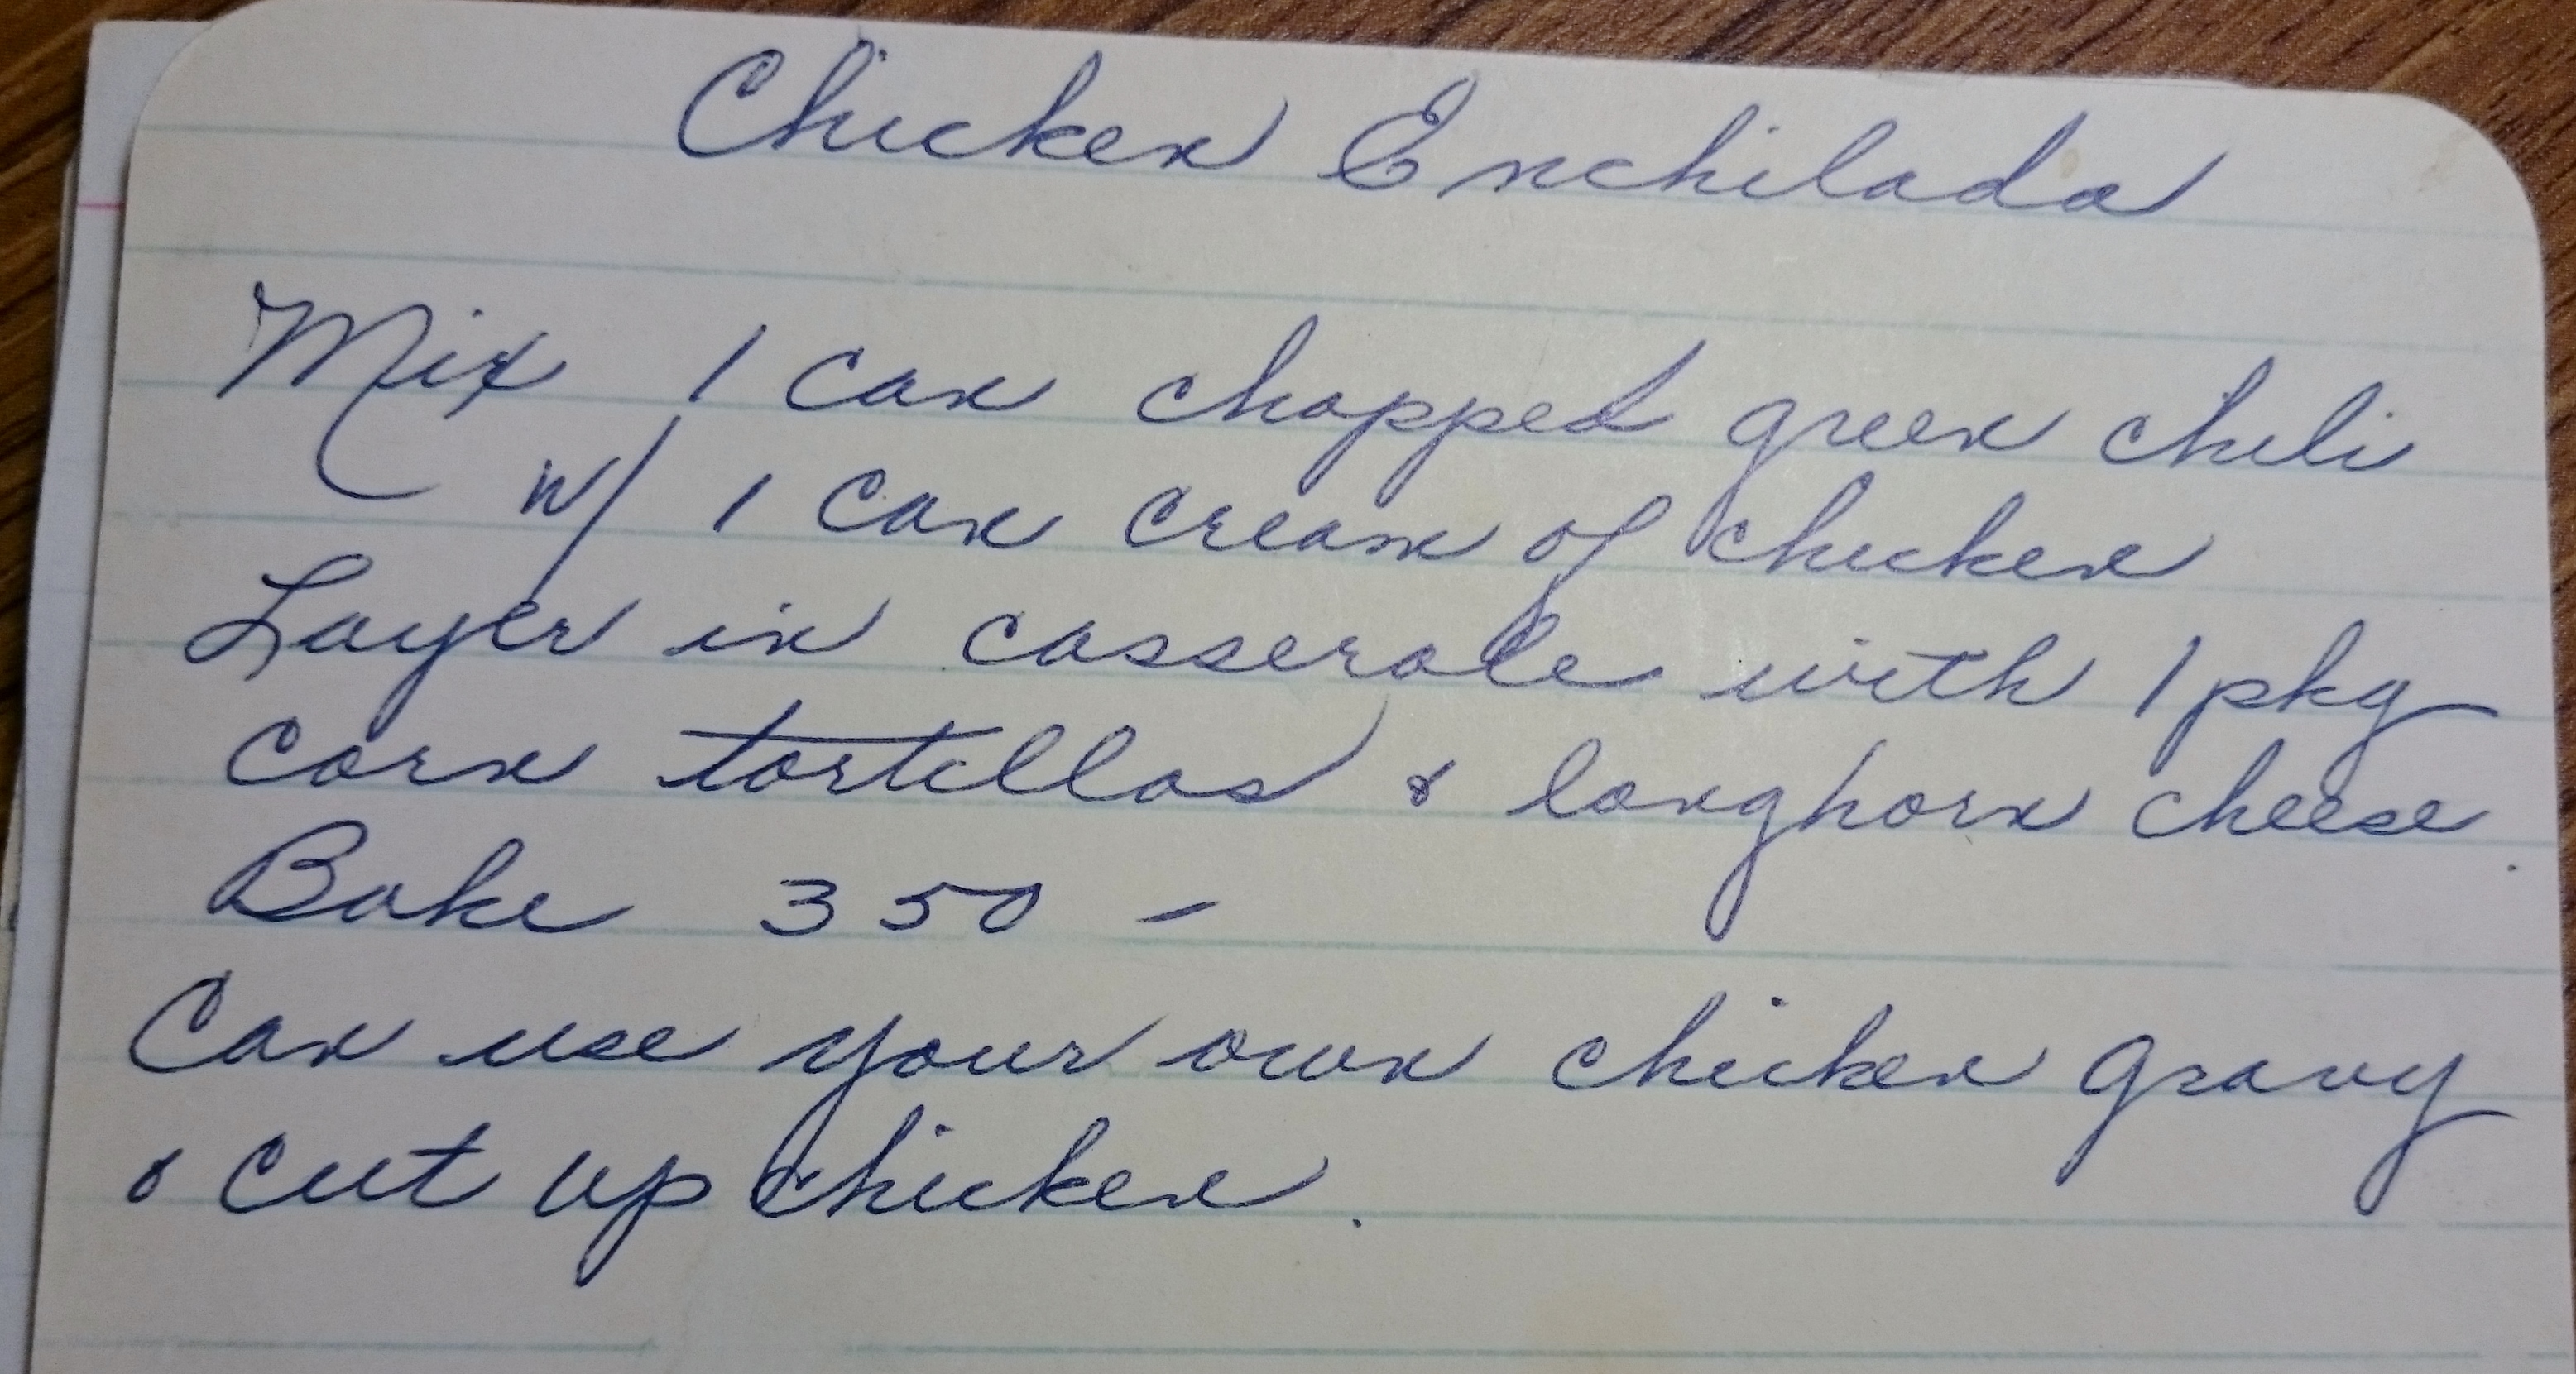 Chicken Enchilada
Mix 1 can chopped green chili
w/ 1 can cream of chicken
Layer in casserole with 1 pkg
corn tortillas & longhorn cheese.
Bake 350 -
Can use your own chicken gravy
& cut up chicken.